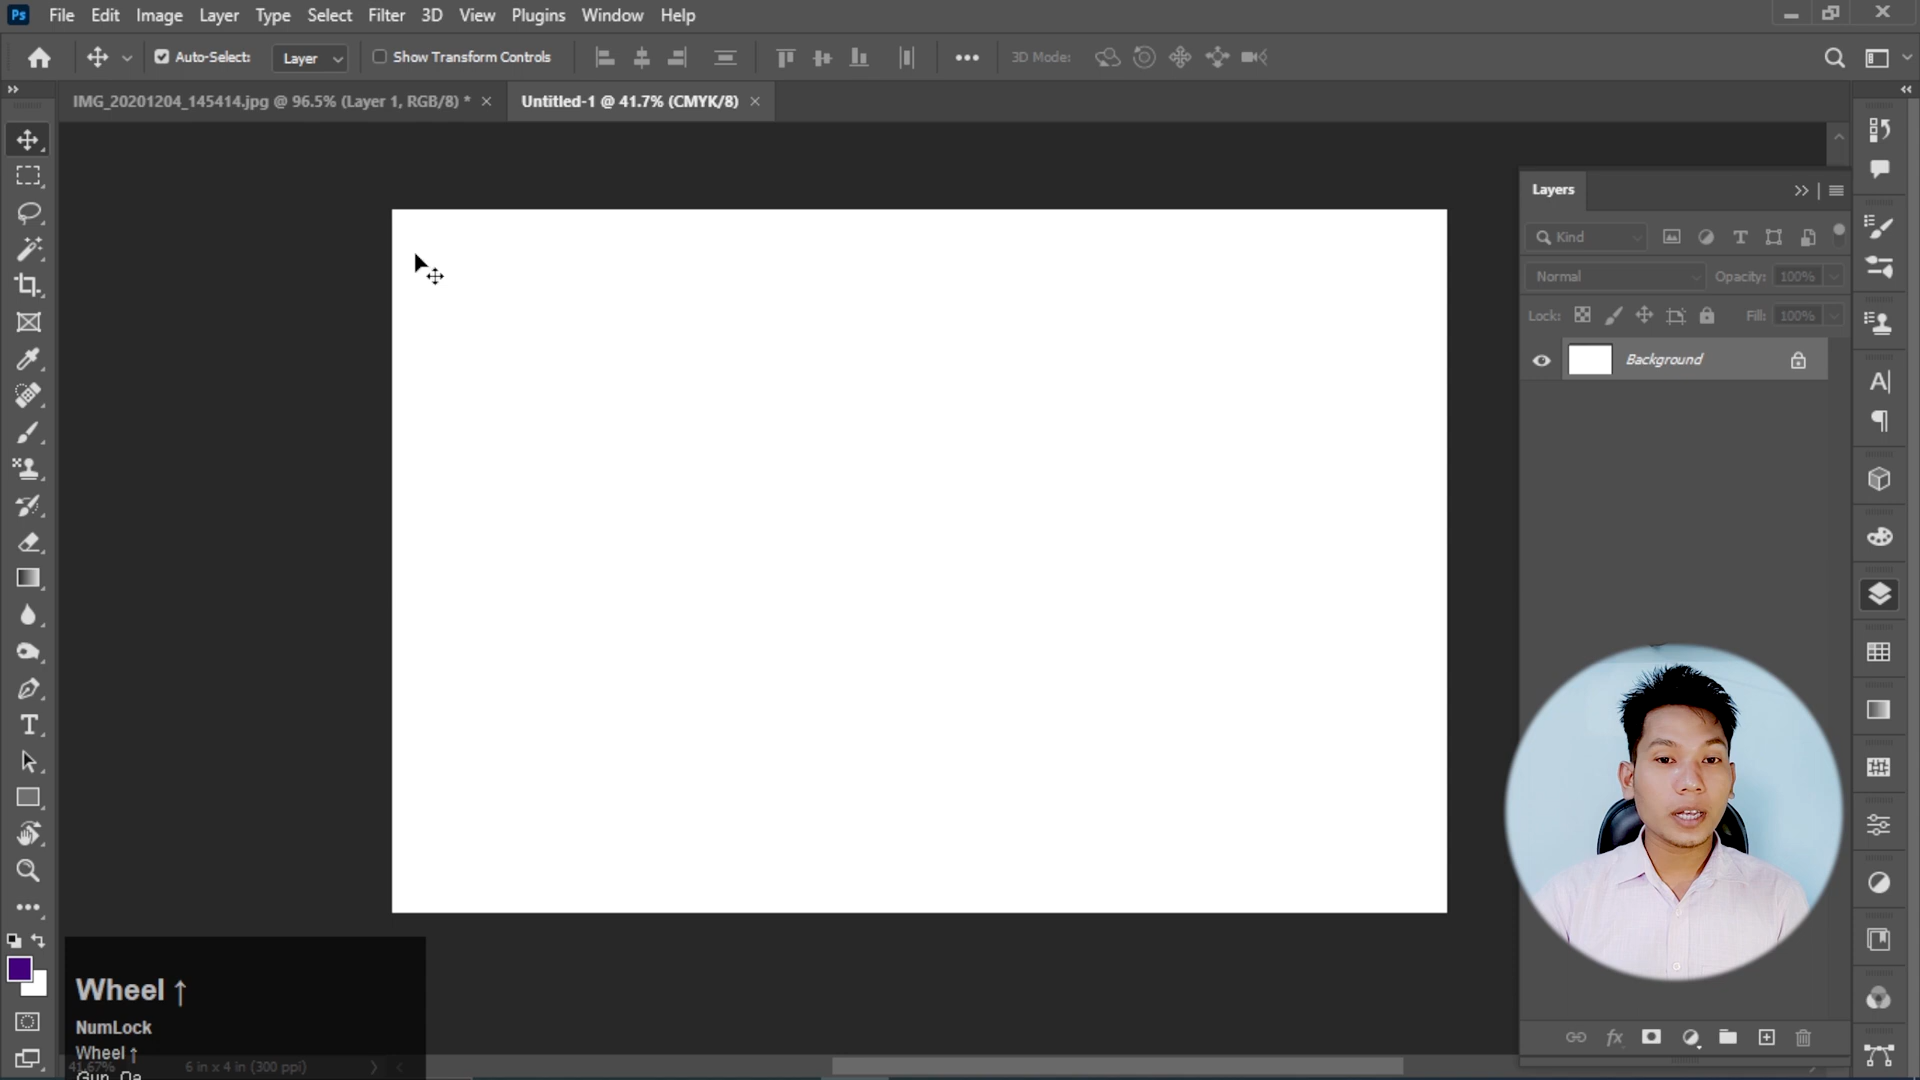 Ps File Edit Image Layer Type Select Filter 3D View Plugins Window Help
Auto-Select: Layer Show Transform Controls 3D Mode:
IMG_20201204_145414.jpg @ 96.5% (Layer 1, RGB/8) * Untitled-1 @ 41.7% (CMYK/8)
Layers
Kind
Normal Opacity: 100%
Lock: Fill: 100%
Background
Wheel ↑
NumLock
Wheel ↑
41.67% 6 in x 4 in (300 ppi)